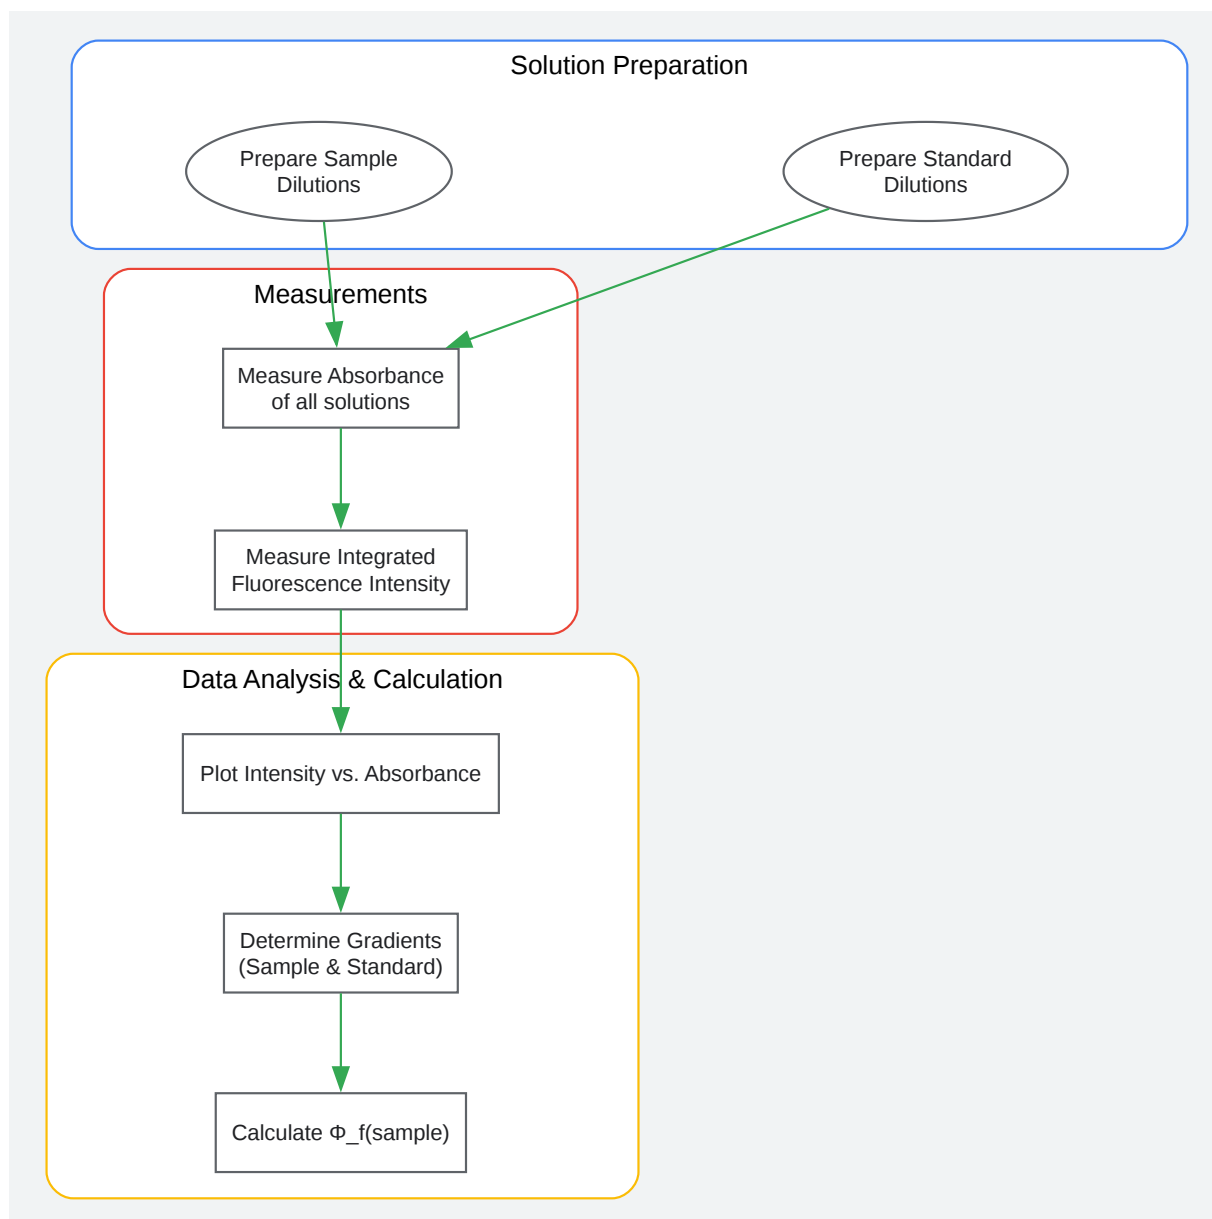 Solution Preparation
Prepare Sample
Dilutions
Prepare Standard
Dilutions
Measurements
Measure Absorbance
of all solutions
Measure Integrated
Fluorescence Intensity
Data Analysis & Calculation
Plot Intensity vs. Absorbance
Determine Gradients
(Sample & Standard)
Calculate Φ_f(sample)